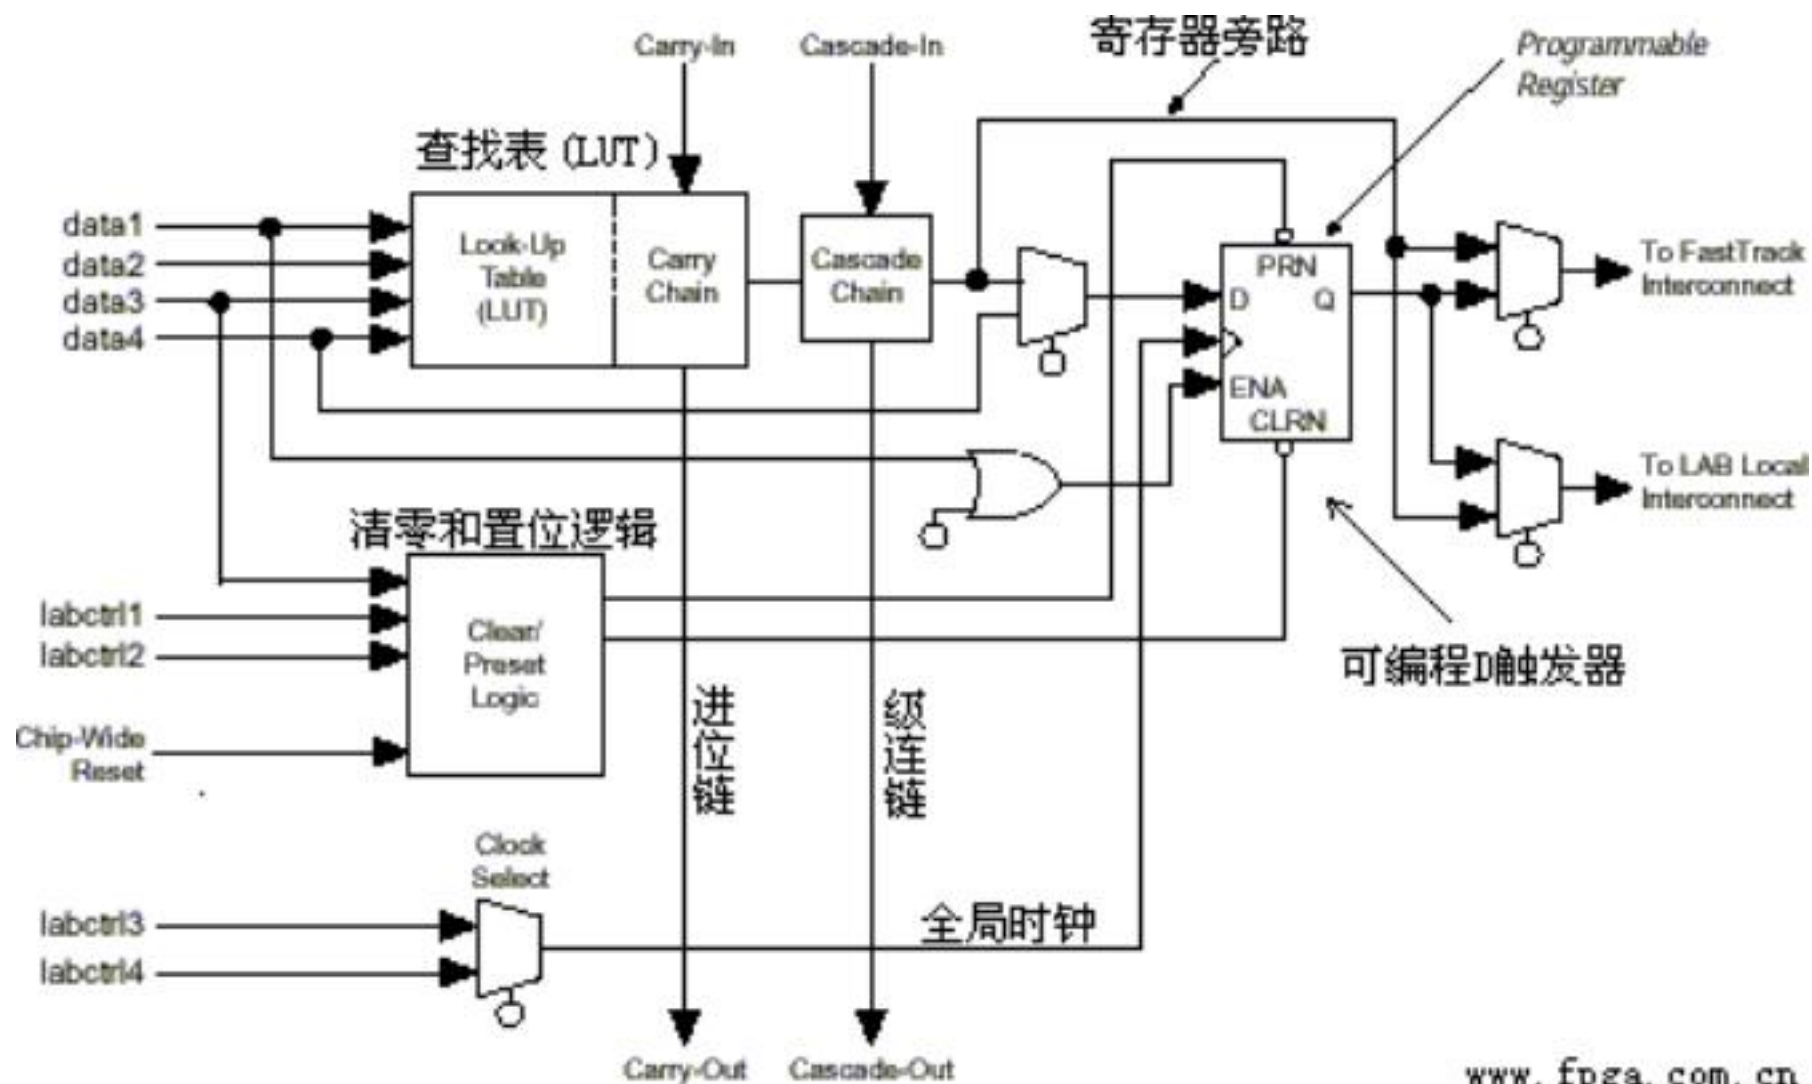 寄存器旁路
Carry-In
Cascade-In
Programmable
Register
查找表(LUT)
data1
data2
data3
data4
Look-Up
Table
(LUT)
Carry
Chain
Cascade
Chain
PRN
D
Q
ENA
CLRN
To FastTrack
Interconnect
To LAB Local
Interconnect
清零和置位逻辑
labctrl1
labctrl2
Chip-Wide
Reset
Clear/
Preset
Logic
进位链
级连链
可编程D触发器
Clock
Select
labctrl3
labctrl4
全局时钟
Carry-Out
Cascade-Out
www.fpga.com.cn